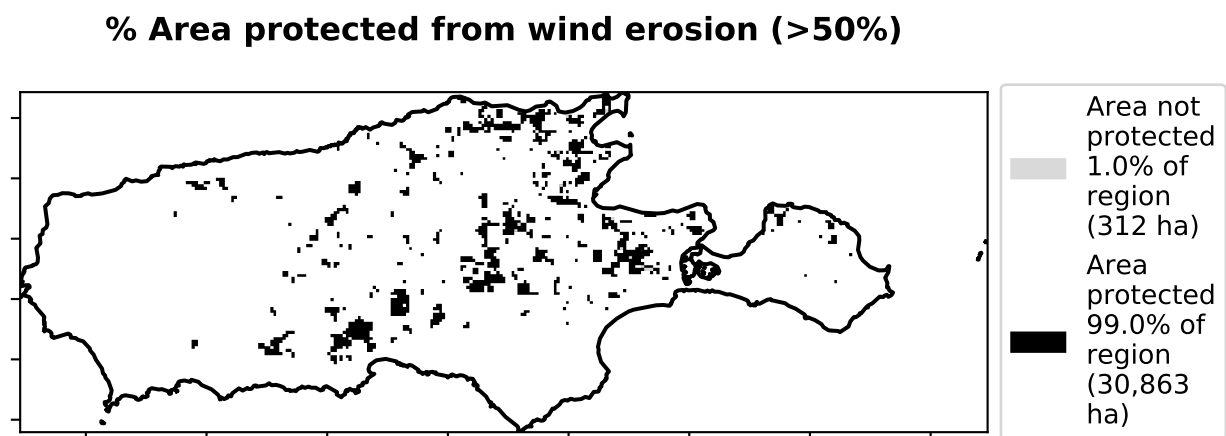 % Area protected from wind erosion (>50%)
Area not
protected
1.0% of
region
(312 ha)
Area
protected
99.0% of
region
(30,863
ha)